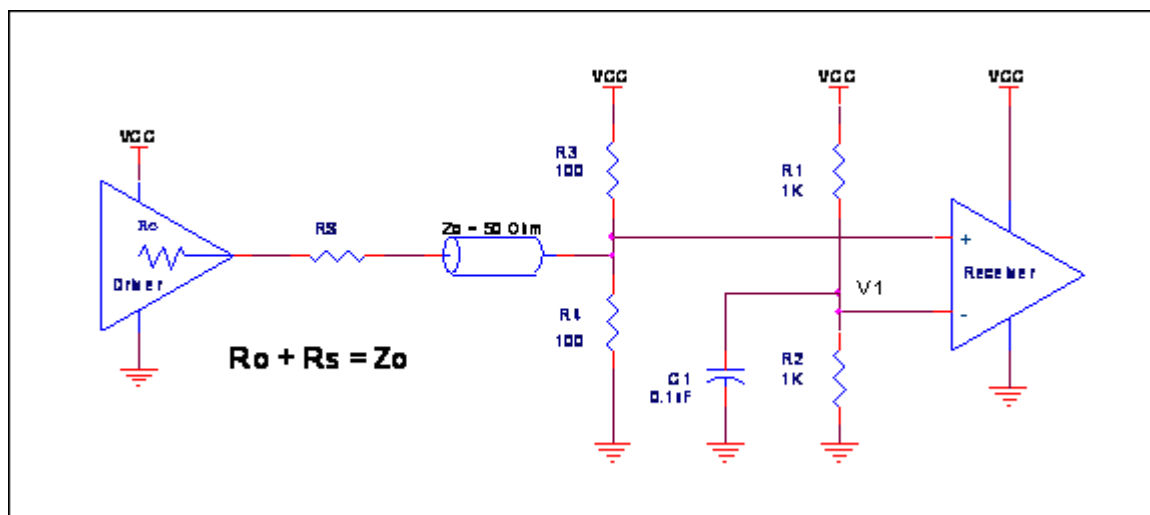 VCC
Ro
Driver
RS
Zo = 50 Ohm
VCC
R3
100
R4
100
VCC
R1
1K
V1
R2
1K
C1
0.1uF
VCC
+
Receiver
-
Ro + Rs = Zo